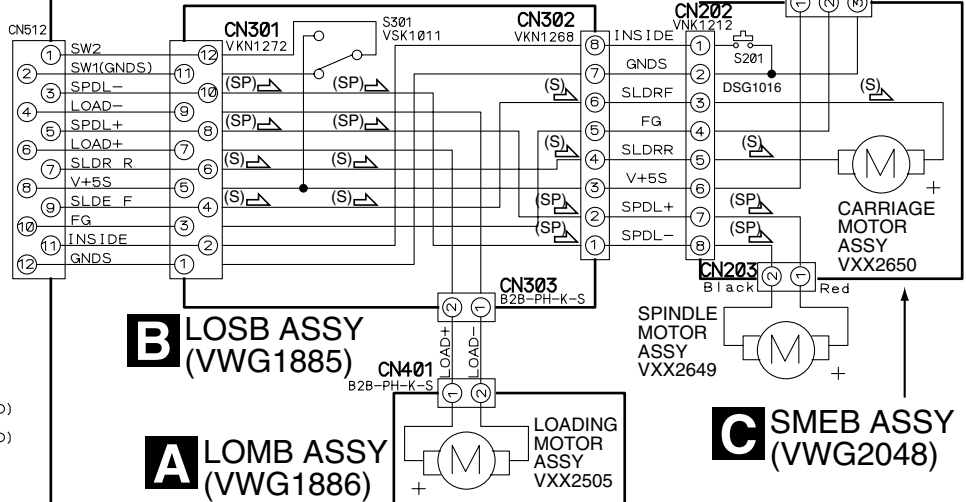 CN512
1 SW2
2 SW1(GNDS)
3 SPDL−
4 LOAD−
5 SPDL+
6 LOAD+
7 SLDR R
8 V+5S
9 SLDE F
10 FG
11 INSIDE
12 GNDS
CN301
VKN1272
12
11
10
9
8
7
6
5
4
3
2
1
S301
VSK1011
(SP) (SP)
(SP) (SP)
(S) (S)
(S) (S)
CN302
VKN1268
8 INSIDE 1
7 GNDS 2
(S) 6 SLDRF 3
5 FG 4
(S) 4 SLDRR 5
3 V+5S 6
(SP) 2 SPDL+ 7
(SP) 1 SPDL− 8
CN202
VNK1212
1 2 3
S201
DSG1016
(S)
(S)
(SP)
(SP)
M
+
CARRIAGE
MOTOR
ASSY
VXX2650
CN203
2 1
Black Red
SPINDLE
MOTOR
ASSY
VXX2649
M
+
CN303
B2B-PH-K-S
2 1
LOAD+
LOAD−
CN401
B2B-PH-K-S
1 2
M
+
LOADING
MOTOR
ASSY
VXX2505
B LOSB ASSY
(VWG1885)
A LOMB ASSY
(VWG1886)
C SMEB ASSY
(VWG2048)